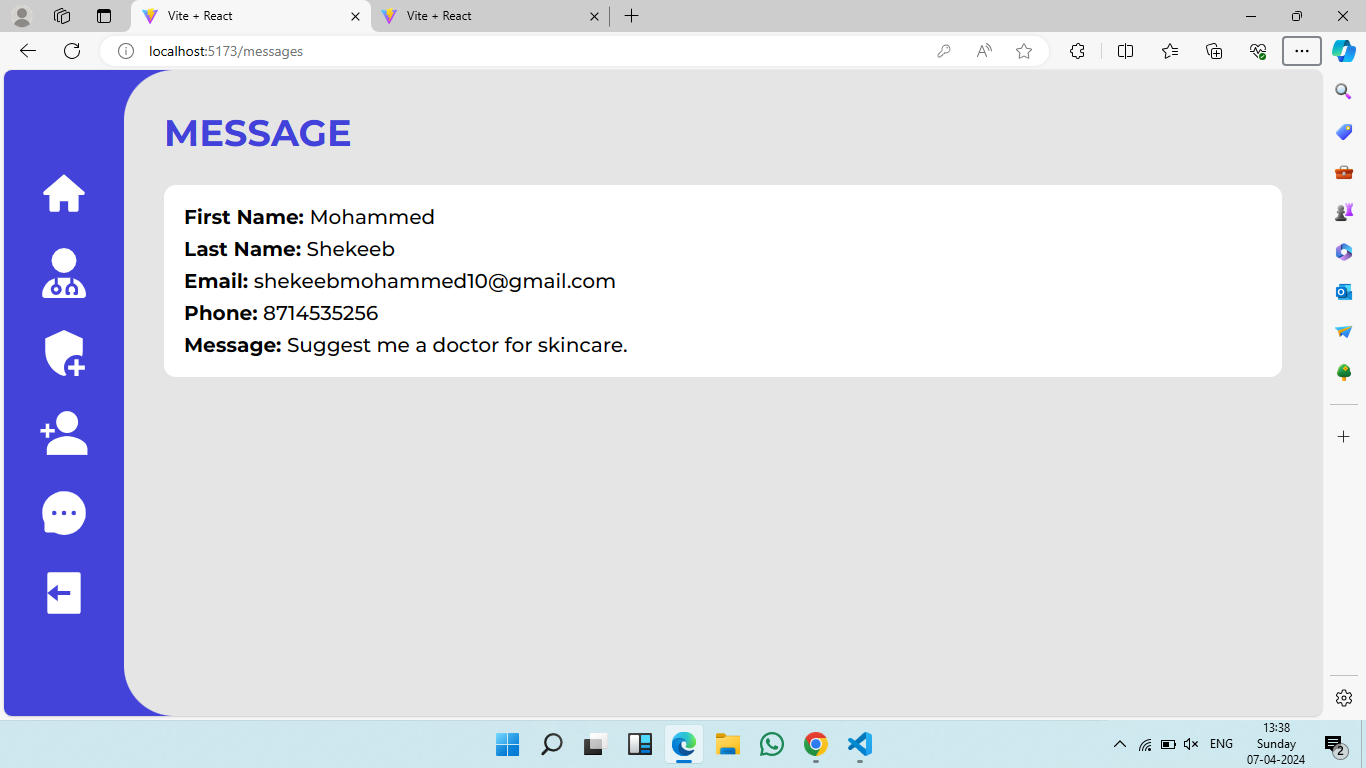 Vite + React
Vite + React
localhost:5173/messages
MESSAGE
First Name: Mohammed
Last Name: Shekeeb
Email: shekeebmohammed10@gmail.com
Phone: 8714535256
Message: Suggest me a doctor for skincare.
ENG
13:38
Sunday
07-04-2024
2